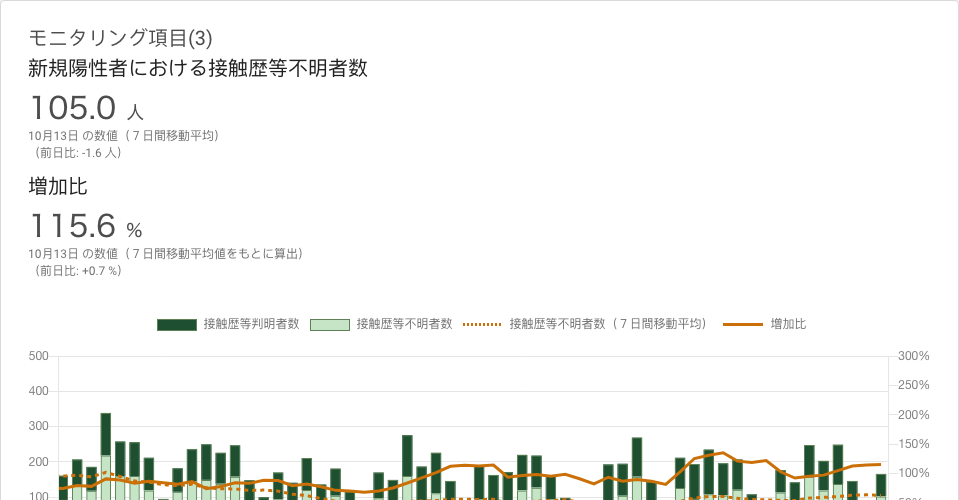 モニタリング項目(3)
新規陽性者における接触歴等不明者数
105.0 人
10月13日 の数値（７日間移動平均）
（前日比: -1.6 人）
増加比
115.6 %
10月13日 の数値（７日間移動平均値をもとに算出）
（前日比: +0.7 %）
接触歴等判明者数 接触歴等不明者数 接触歴等不明者数（７日間移動平均） 増加比
500 300%
250%
400
200%
300
150%
200
100%
100